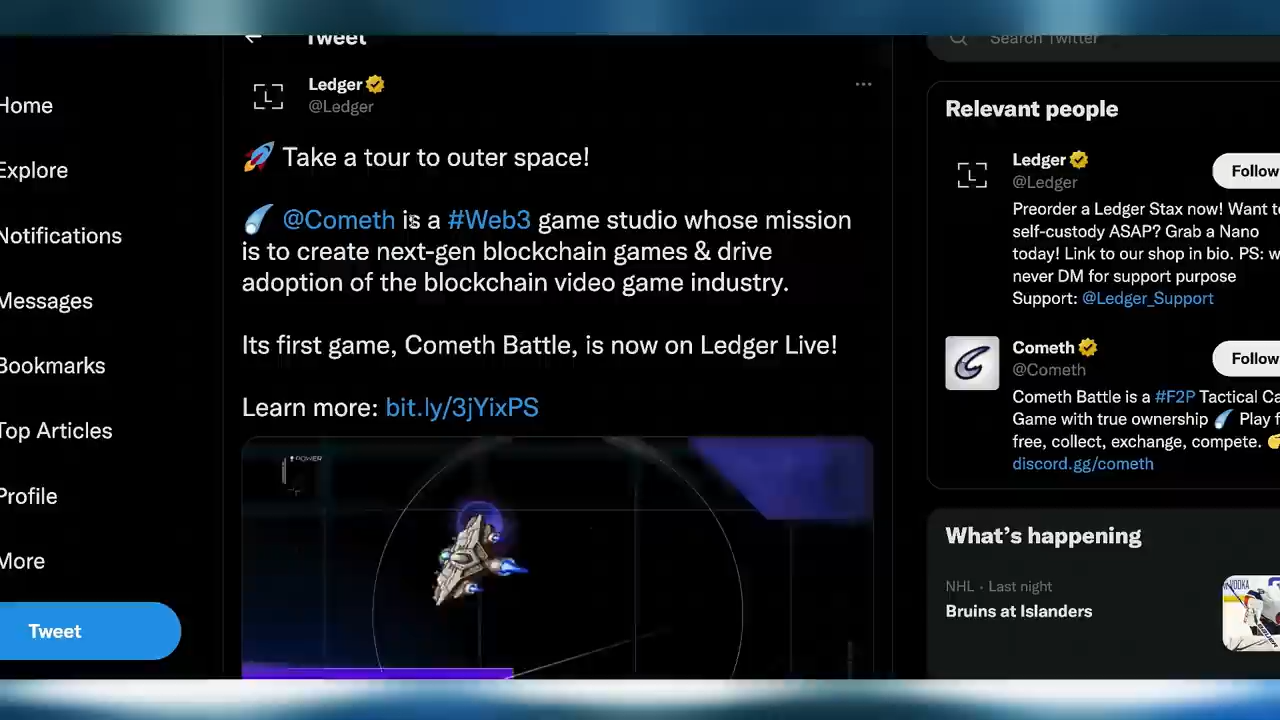 Tweet
Search Twitter
Ledger
@Ledger
🚀 Take a tour to outer space!
☄️ @Cometh is a #Web3 game studio whose mission
is to create next-gen blockchain games & drive
adoption of the blockchain video game industry.
Its first game, Cometh Battle, is now on Ledger Live!
Learn more: bit.ly/3jYixPS
POWER
Home
Explore
Notifications
Messages
Bookmarks
Top Articles
Profile
More
Tweet
Relevant people
Ledger
@Ledger
Follow
Preorder a Ledger Stax now! Want to
self-custody ASAP? Grab a Nano
today! Link to our shop in bio. PS:
never DM for support purpose
Support: @Ledger_Support
Cometh
@Cometh
Follow
Cometh Battle is a #F2P Tactical
Game with true ownership ☄️ Play
free, collect, exchange, compete.
discord.gg/cometh
What's happening
NHL · Last night
Bruins at Islanders